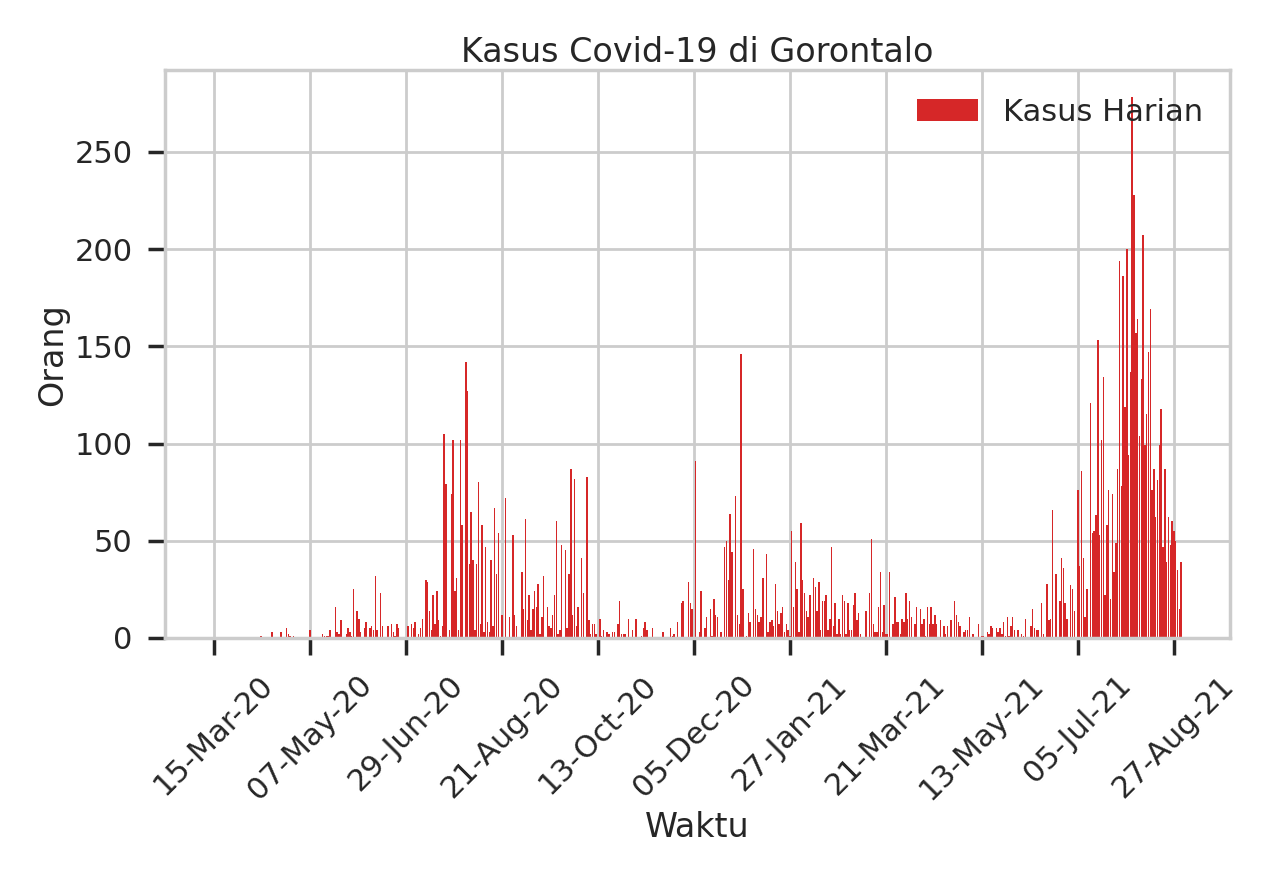 Kasus Covid-19 di Gorontalo
Kasus Harian
Orang
250
200
150
100
50
0
15-Mar-20
07-May-20
29-Jun-20
21-Aug-20
13-Oct-20
05-Dec-20
27-Jan-21
21-Mar-21
13-May-21
05-Jul-21
27-Aug-21
Waktu